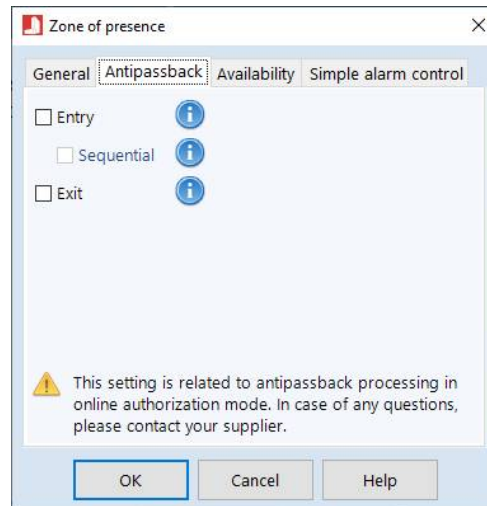 Zone of presence
General Antipassback Availability Simple alarm control
Entry
Sequential
Exit
This setting is related to antipassback processing in
online authorization mode. In case of any questions,
please contact your supplier.
OK Cancel Help